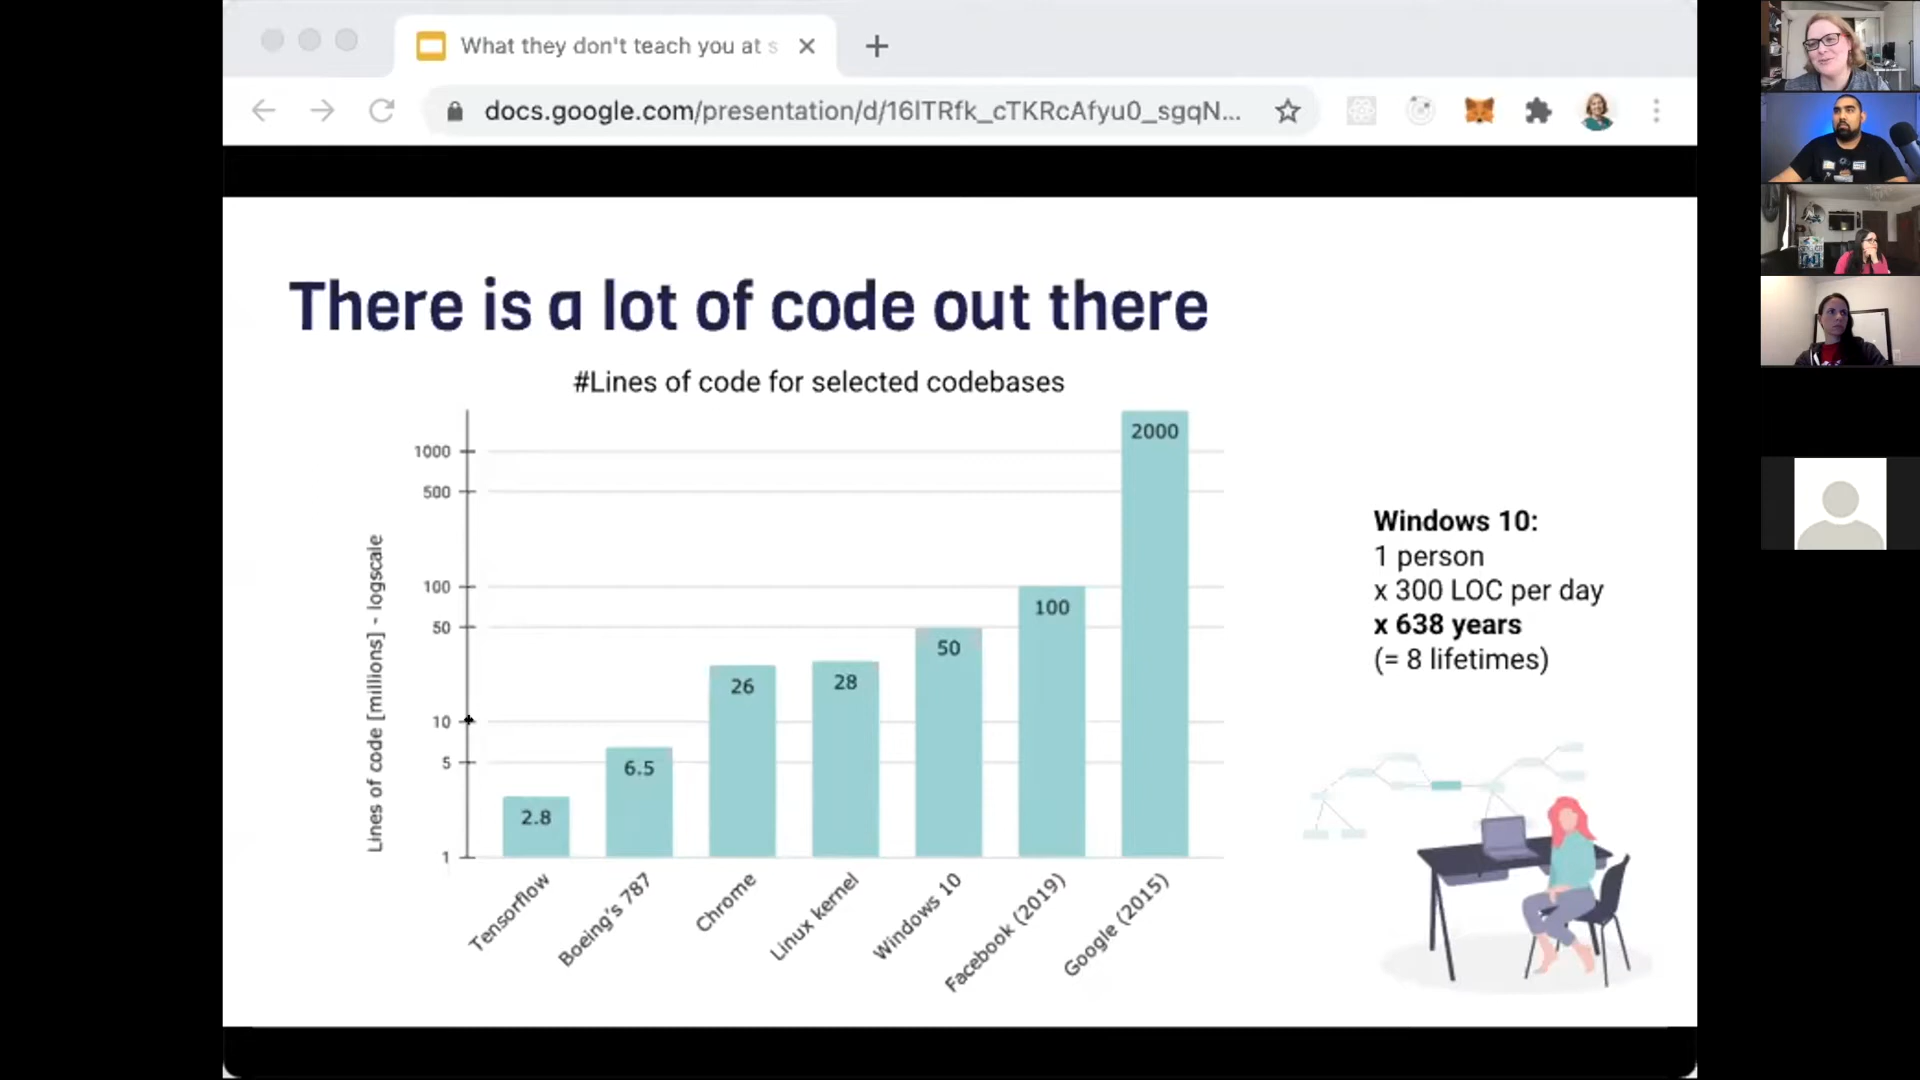 What they don't teach you at s
docs.google.com/presentation/d/16lTRfk_cTKRcAfyu0_sgqN...
There is a lot of code out there
#Lines of code for selected codebases
Lines of code [millions] - logscale
1000
500
100
50
10
5
1
2.8
6.5
26
28
50
100
2000
Tensorflow
Boeing's 787
Chrome
Linux kernel
Windows 10
Facebook (2019)
Google (2015)
Windows 10:
1 person
x 300 LOC per day
x 638 years
(= 8 lifetimes)